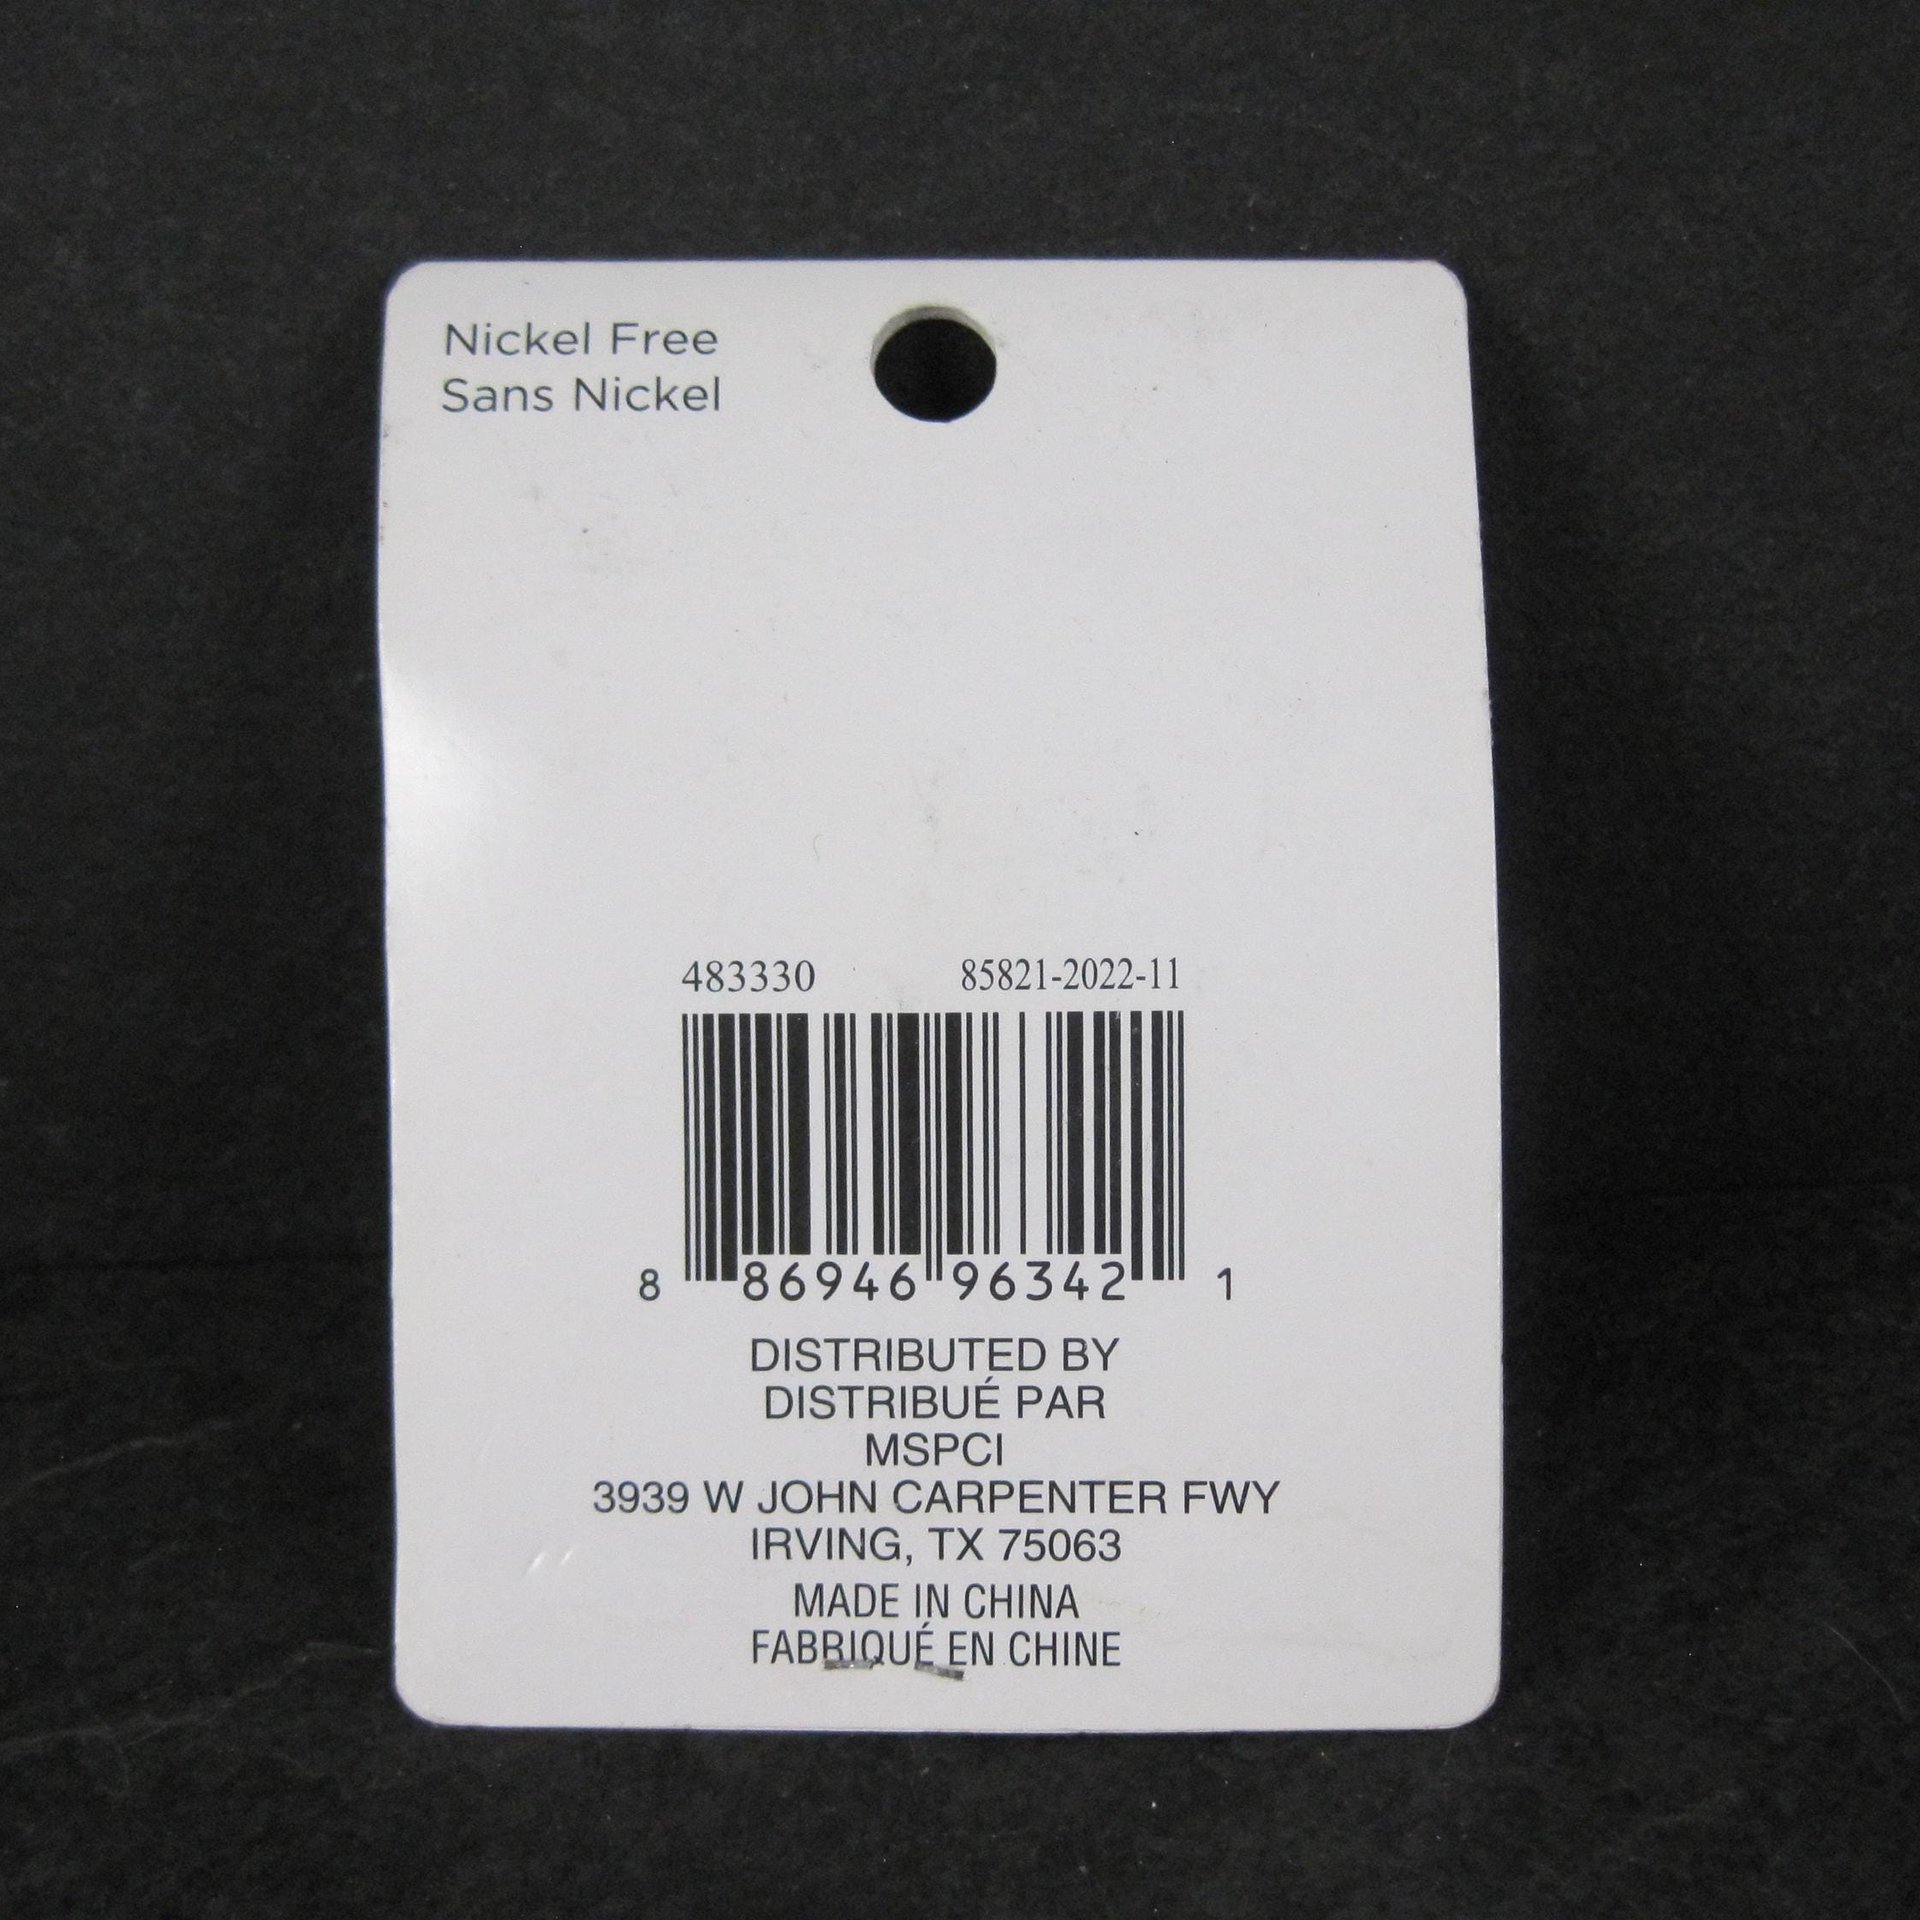 Nickel Free
Sans Nickel
483330 85821-2022-11
8 86946 96342 1
DISTRIBUTED BY
DISTRIBUÉ PAR
MSPCI
3939 W JOHN CARPENTER FWY
IRVING, TX 75063
MADE IN CHINA
FABRIQUÉ EN CHINE